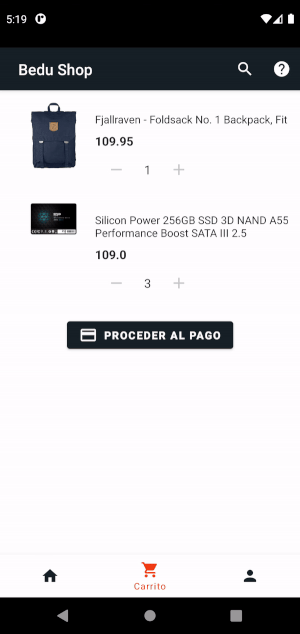 5:19
Bedu Shop
Fjallraven - Foldsack No. 1 Backpack, Fit
109.95
1
Silicon Power 256GB SSD 3D NAND A55
Performance Boost SATA III 2.5
109.0
3
PROCEDER AL PAGO
Carrito